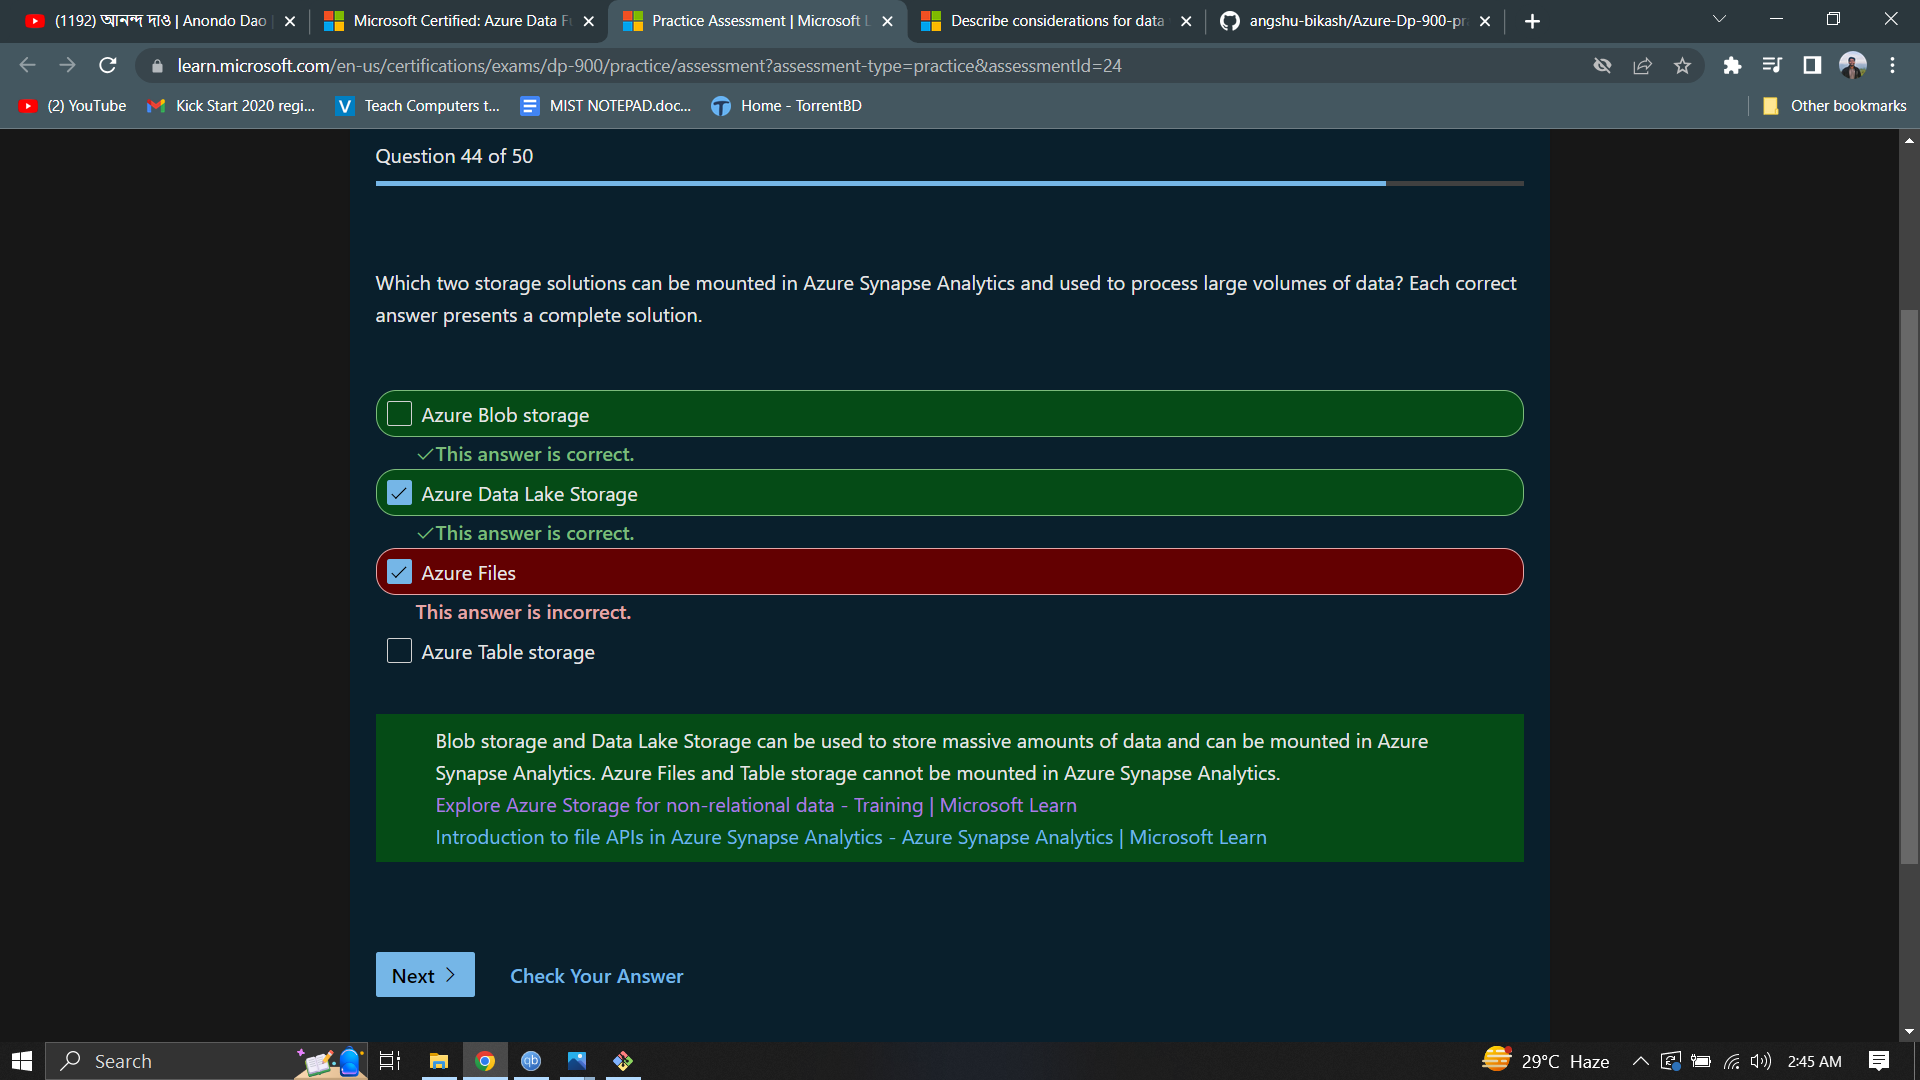 (1192) আনন্দ দাও | Anondo Dao
Microsoft Certified: Azure Data F
Practice Assessment | Microsoft L
Describe considerations for data
angshu-bikash/Azure-Dp-900-pr
learn.microsoft.com/en-us/certifications/exams/dp-900/practice/assessment?assessment-type=practice&assessmentId=24
(2) YouTube
Kick Start 2020 regi...
Teach Computers t...
MIST NOTEPAD.doc...
Home - TorrentBD
Other bookmarks
Question 44 of 50
Which two storage solutions can be mounted in Azure Synapse Analytics and used to process large volumes of data? Each correct
answer presents a complete solution.
Azure Blob storage
This answer is correct.
Azure Data Lake Storage
This answer is correct.
Azure Files
This answer is incorrect.
Azure Table storage
Blob storage and Data Lake Storage can be used to store massive amounts of data and can be mounted in Azure
Synapse Analytics. Azure Files and Table storage cannot be mounted in Azure Synapse Analytics.
Explore Azure Storage for non-relational data - Training | Microsoft Learn
Introduction to file APIs in Azure Synapse Analytics - Azure Synapse Analytics | Microsoft Learn
Next
Check Your Answer
Search
qb
29°C Haze
2:45 AM